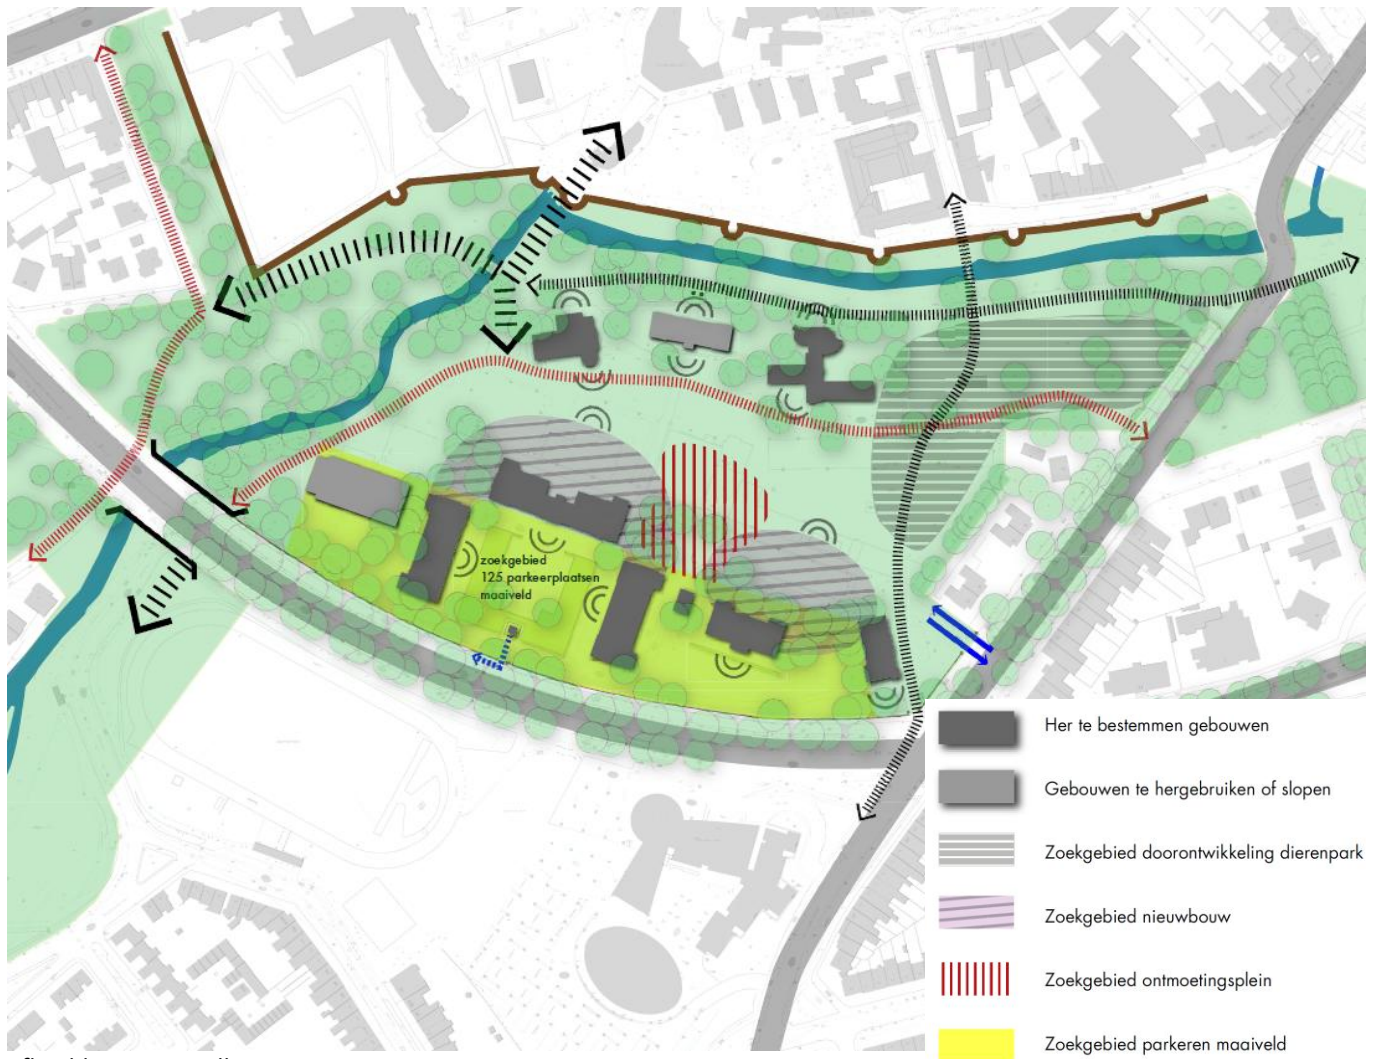 zoekgebied
125 parkeerplaatsen
maaiveld
Her te bestemmen gebouwen
Gebouwen te hergebruiken of slopen
Zoekgebied doorontwikkeling dierenpark
Zoekgebied nieuwbouw
Zoekgebied ontmoetingsplein
Zoekgebied parkeren maaiveld